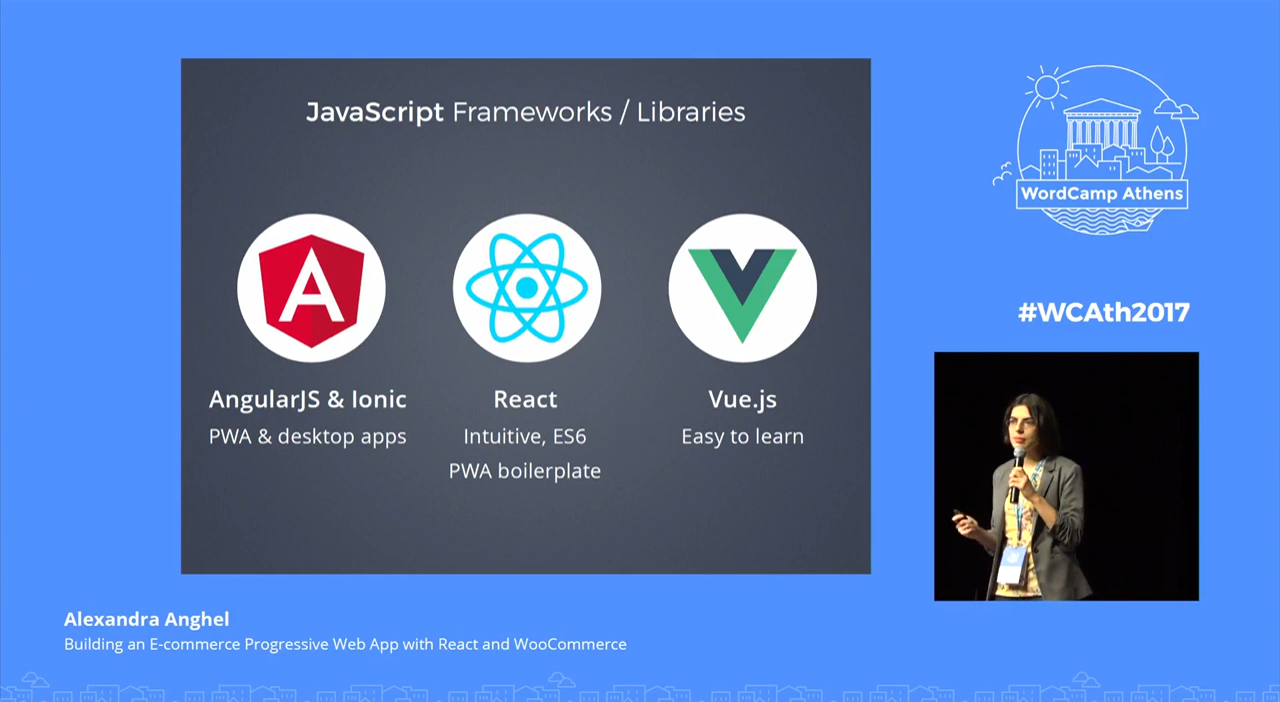 JavaScript Frameworks / Libraries
AngularJS & Ionic
PWA & desktop apps
React
Intuitive, ES6
PWA boilerplate
Vue.js
Easy to learn
WordCamp Athens
#WCAth2017
Alexandra Anghel
Building an E-commerce Progressive Web App with React and WooCommerce